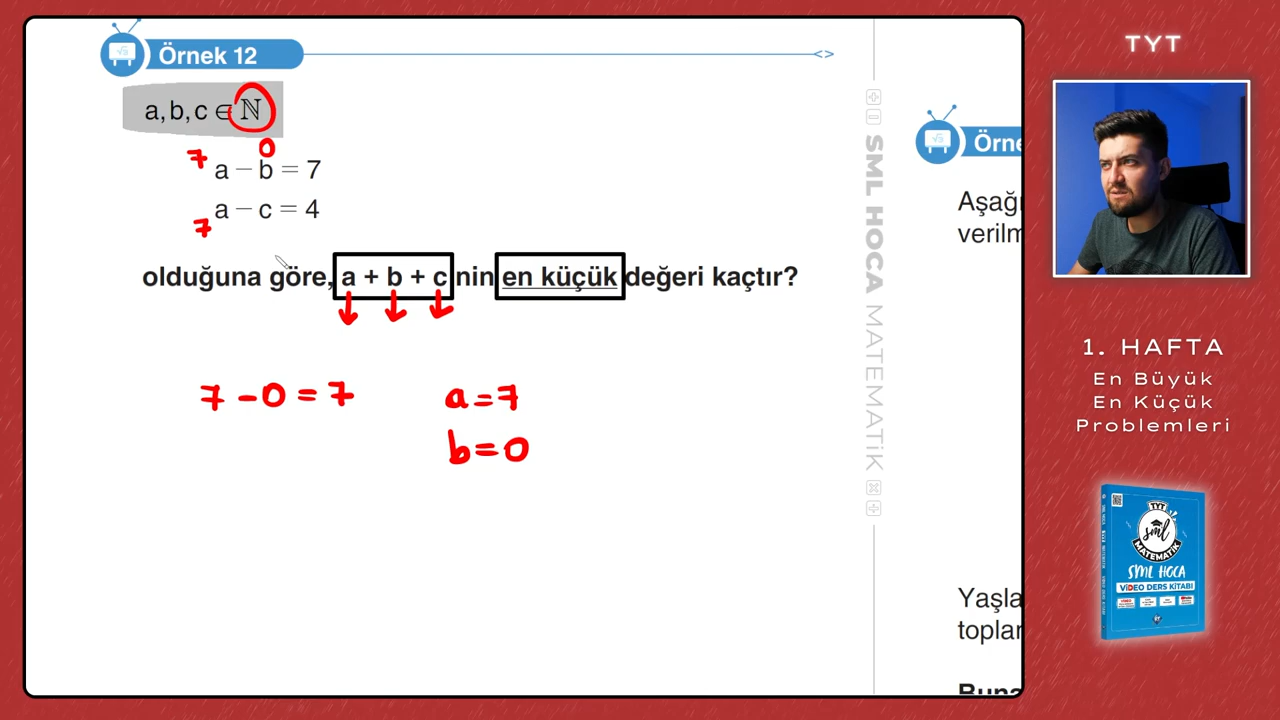 Örnek 12
a, b, c ∈ ℕ
0
7 a − b = 7
a − c = 4
7
olduğuna göre, a + b + c nin en küçük değeri kaçtır?
7 - 0 = 7
a = 7
b = 0
SML HOCA MATEMATİK
Örne
Aşağı
verilm
Yaşla
toplar
Buna
TYT
1. HAFTA
En Büyük
En Küçük
Problemleri
TYT
sml
MATEMATİK
SML HOCA
VİDEO DERS KİTABI